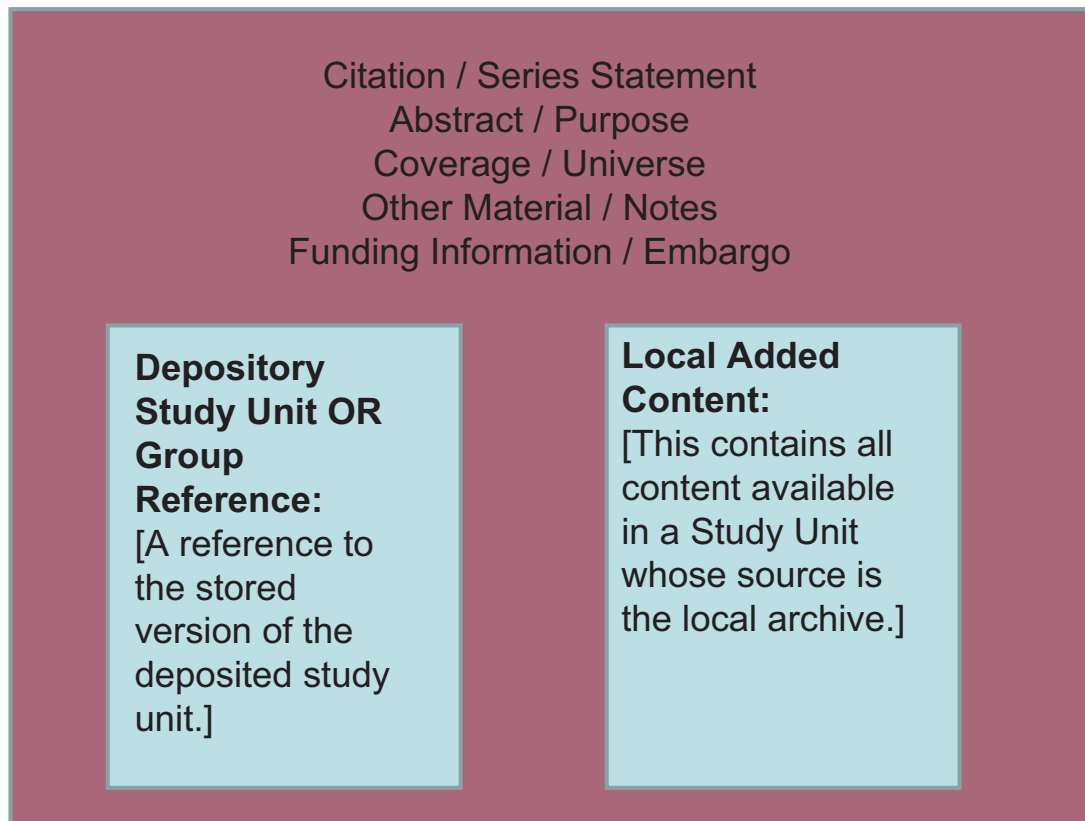 Citation / Series Statement
Abstract / Purpose
Coverage / Universe
Other Material / Notes
Funding Information / Embargo
Depository
Study Unit OR
Group
Reference:
[A reference to
the stored
version of the
deposited study
unit.]
Local Added
Content:
[This contains all
content available
in a Study Unit
whose source is
the local archive.]